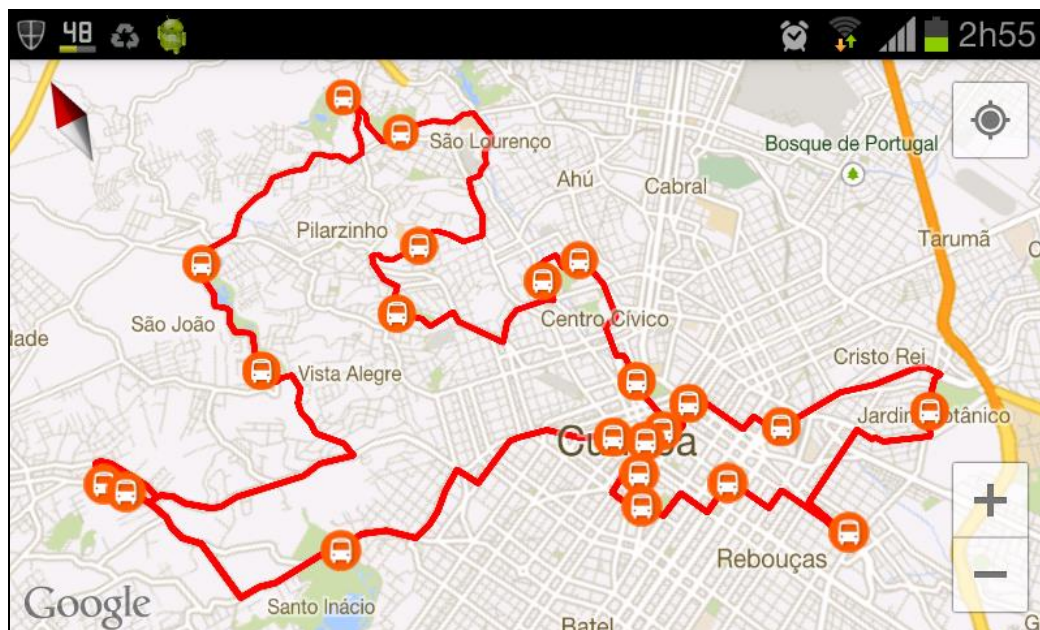 48
2h55
São Lourenço
Bosque de Portugal
Ahú
Cabral
Pilarzinho
Tarumã
São João
Centro Cívico
dade
Cristo Rei
Vista Alegre
Rebouças
Google
Santo Inácio
Batel